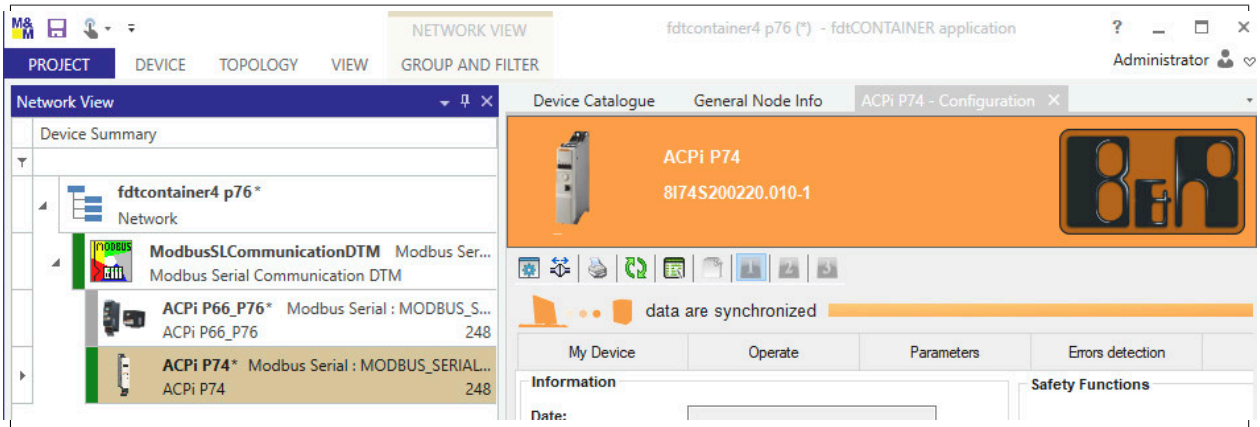 M&M
NETWORK VIEW
fdtcontainer4 p76 (*) - fdtCONTAINER application
?
PROJECT DEVICE TOPOLOGY VIEW GROUP AND FILTER
Administrator
Network View
Device Catalogue General Node Info ACPi P74 - Configuration
Device Summary
fdtcontainer4 p76*
Network
ModbusSLCommunicationDTM Modbus Ser...
Modbus Serial Communication DTM
ACPi P66_P76* Modbus Serial : MODBUS_S...
ACPi P66_P76 248
ACPi P74* Modbus Serial : MODBUS_SERIAL...
ACPi P74 248
ACPi P74
8I74S200220.010-1
B&R
1 2 3
data are synchronized
My Device Operate Parameters Errors detection
Information
Safety Functions
Date: